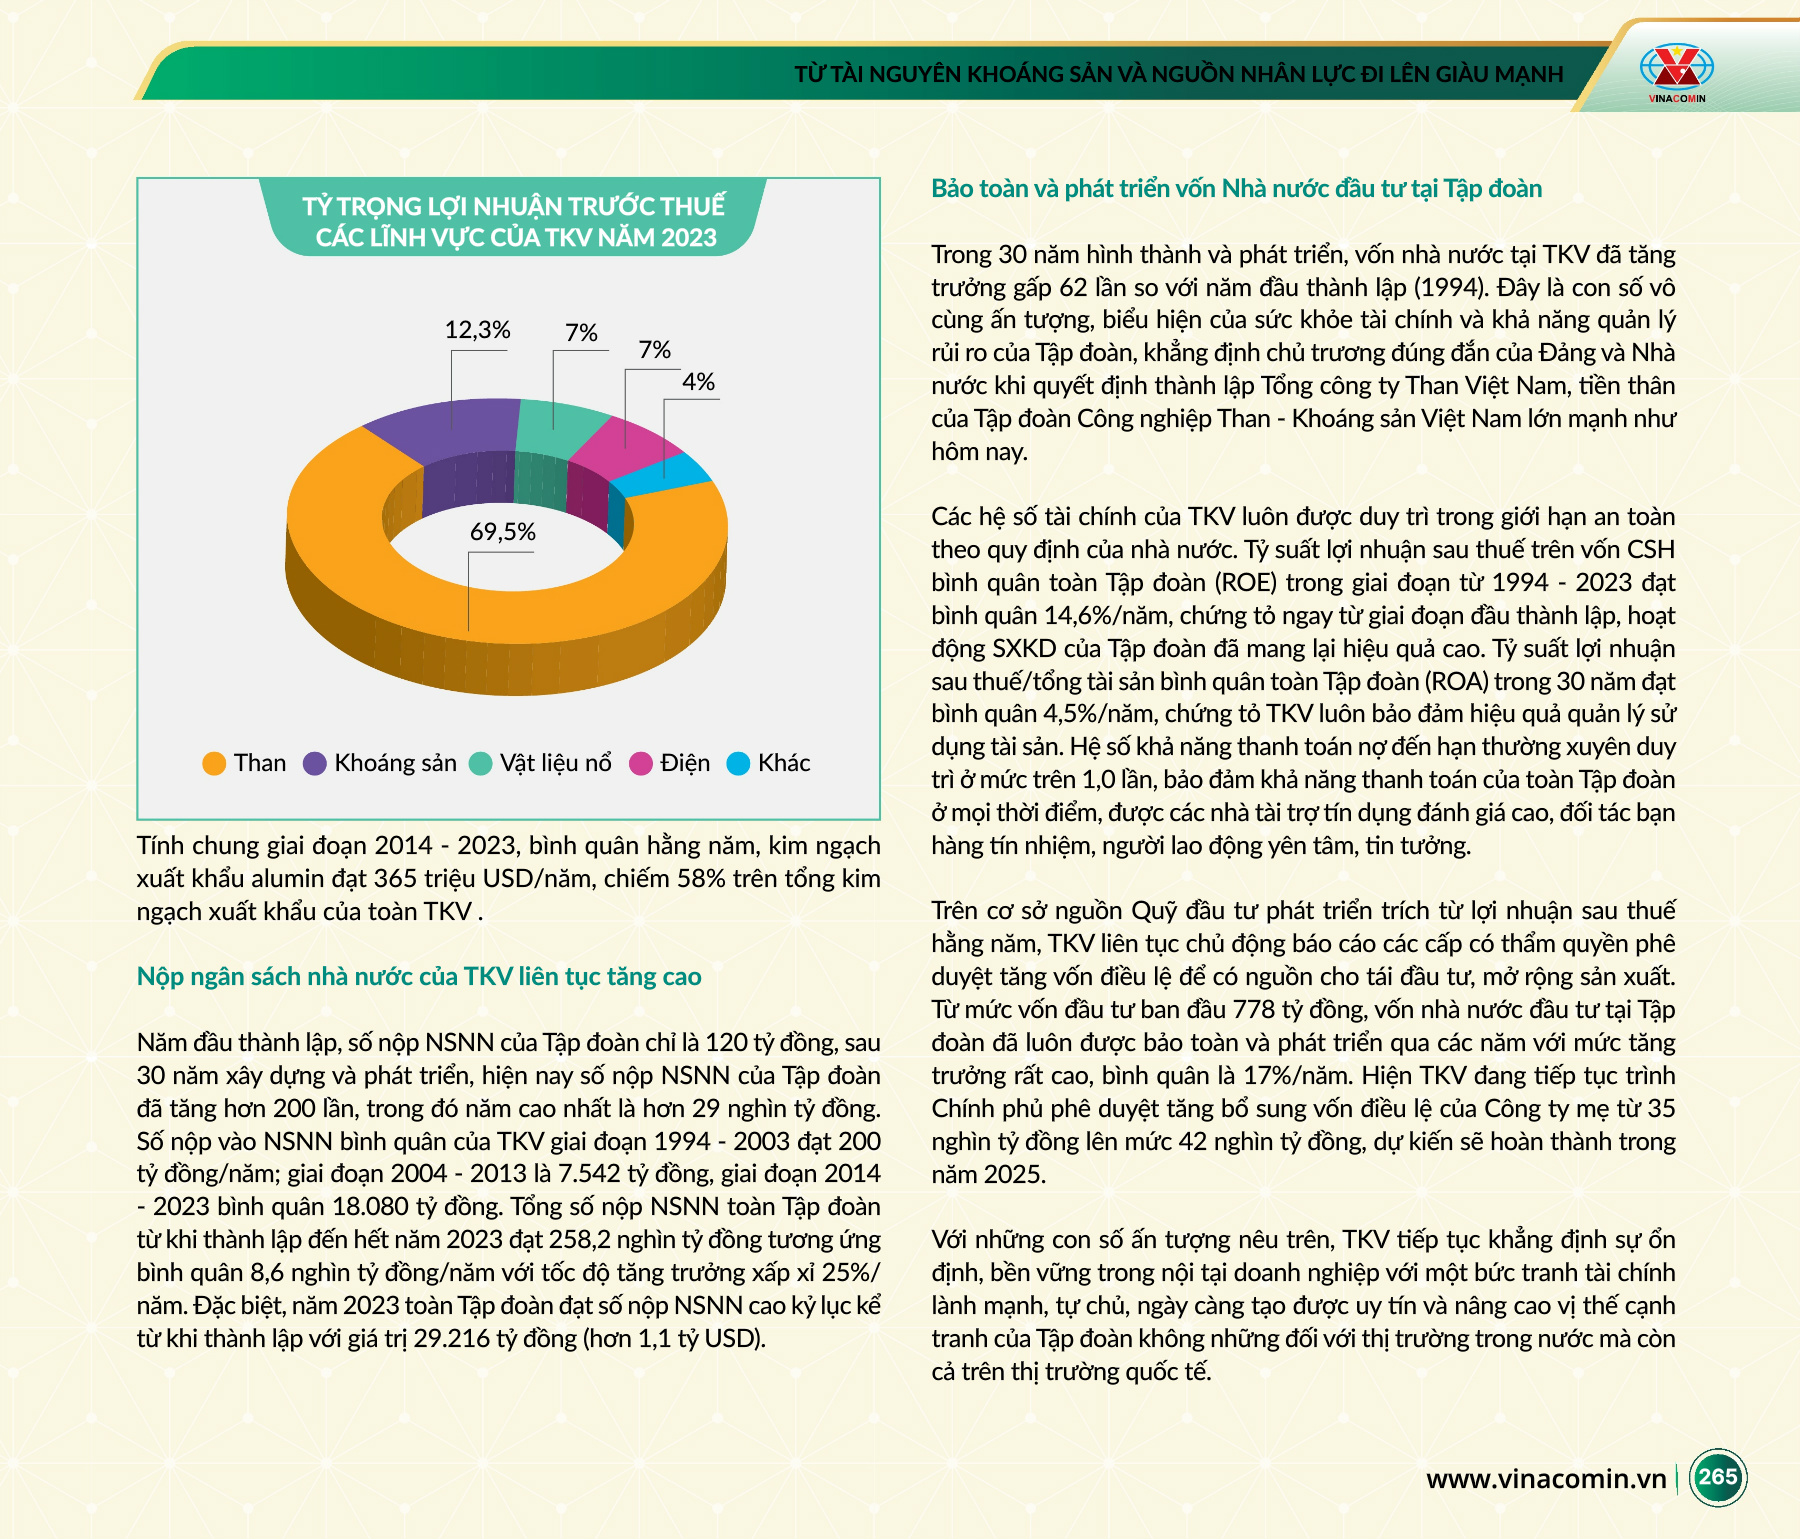 TỪ TÀI NGUYÊN KHOÁNG SẢN VÀ NGUỒN NHÂN LỰC ĐI LÊN GIÀU MẠNH
VINACOMIN
TỶ TRỌNG LỢI NHUẬN TRƯỚC THUẾ
CÁC LĨNH VỰC CỦA TKV NĂM 2023
12,3%
7%
7%
4%
69,5%
Than
Khoáng sản
Vật liệu nổ
Điện
Khác
Tính chung giai đoạn 2014 - 2023, bình quân hằng năm, kim ngạch
xuất khẩu alumin đạt 365 triệu USD/năm, chiếm 58% trên tổng kim
ngạch xuất khẩu của toàn TKV .
Nộp ngân sách nhà nước của TKV liên tục tăng cao
Năm đầu thành lập, số nộp NSNN của Tập đoàn chỉ là 120 tỷ đồng, sau
30 năm xây dựng và phát triển, hiện nay số nộp NSNN của Tập đoàn
đã tăng hơn 200 lần, trong đó năm cao nhất là hơn 29 nghìn tỷ đồng.
Số nộp vào NSNN bình quân của TKV giai đoạn 1994 - 2003 đạt 200
tỷ đồng/năm; giai đoạn 2004 - 2013 là 7.542 tỷ đồng, giai đoạn 2014
- 2023 bình quân 18.080 tỷ đồng. Tổng số nộp NSNN toàn Tập đoàn
từ khi thành lập đến hết năm 2023 đạt 258,2 nghìn tỷ đồng tương ứng
bình quân 8,6 nghìn tỷ đồng/năm với tốc độ tăng trưởng xấp xỉ 25%/
năm. Đặc biệt, năm 2023 toàn Tập đoàn đạt số nộp NSNN cao kỷ lục kể
từ khi thành lập với giá trị 29.216 tỷ đồng (hơn 1,1 tỷ USD).
Bảo toàn và phát triển vốn Nhà nước đầu tư tại Tập đoàn
Trong 30 năm hình thành và phát triển, vốn nhà nước tại TKV đã tăng
trưởng gấp 62 lần so với năm đầu thành lập (1994). Đây là con số vô
cùng ấn tượng, biểu hiện của sức khỏe tài chính và khả năng quản lý
rủi ro của Tập đoàn, khẳng định chủ trương đúng đắn của Đảng và Nhà
nước khi quyết định thành lập Tổng công ty Than Việt Nam, tiền thân
của Tập đoàn Công nghiệp Than - Khoáng sản Việt Nam lớn mạnh như
hôm nay.
Các hệ số tài chính của TKV luôn được duy trì trong giới hạn an toàn
theo quy định của nhà nước. Tỷ suất lợi nhuận sau thuế trên vốn CSH
bình quân toàn Tập đoàn (ROE) trong giai đoạn từ 1994 - 2023 đạt
bình quân 14,6%/năm, chứng tỏ ngay từ giai đoạn đầu thành lập, hoạt
động SXKD của Tập đoàn đã mang lại hiệu quả cao. Tỷ suất lợi nhuận
sau thuế/tổng tài sản bình quân toàn Tập đoàn (ROA) trong 30 năm đạt
bình quân 4,5%/năm, chứng tỏ TKV luôn bảo đảm hiệu quả quản lý sử
dụng tài sản. Hệ số khả năng thanh toán nợ đến hạn thường xuyên duy
trì ở mức trên 1,0 lần, bảo đảm khả năng thanh toán của toàn Tập đoàn
ở mọi thời điểm, được các nhà tài trợ tín dụng đánh giá cao, đối tác bạn
hàng tín nhiệm, người lao động yên tâm, tin tưởng.
Trên cơ sở nguồn Quỹ đầu tư phát triển trích từ lợi nhuận sau thuế
hằng năm, TKV liên tục chủ động báo cáo các cấp có thẩm quyền phê
duyệt tăng vốn điều lệ để có nguồn cho tái đầu tư, mở rộng sản xuất.
Từ mức vốn đầu tư ban đầu 778 tỷ đồng, vốn nhà nước đầu tư tại Tập
đoàn đã luôn được bảo toàn và phát triển qua các năm với mức tăng
trưởng rất cao, bình quân là 17%/năm. Hiện TKV đang tiếp tục trình
Chính phủ phê duyệt tăng bổ sung vốn điều lệ của Công ty mẹ từ 35
nghìn tỷ đồng lên mức 42 nghìn tỷ đồng, dự kiến sẽ hoàn thành trong
năm 2025.
Với những con số ấn tượng nêu trên, TKV tiếp tục khẳng định sự ổn
định, bền vững trong nội tại doanh nghiệp với một bức tranh tài chính
lành mạnh, tự chủ, ngày càng tạo được uy tín và nâng cao vị thế cạnh
tranh của Tập đoàn không những đối với thị trường trong nước mà còn
cả trên thị trường quốc tế.
www.vinacomin.vn
265